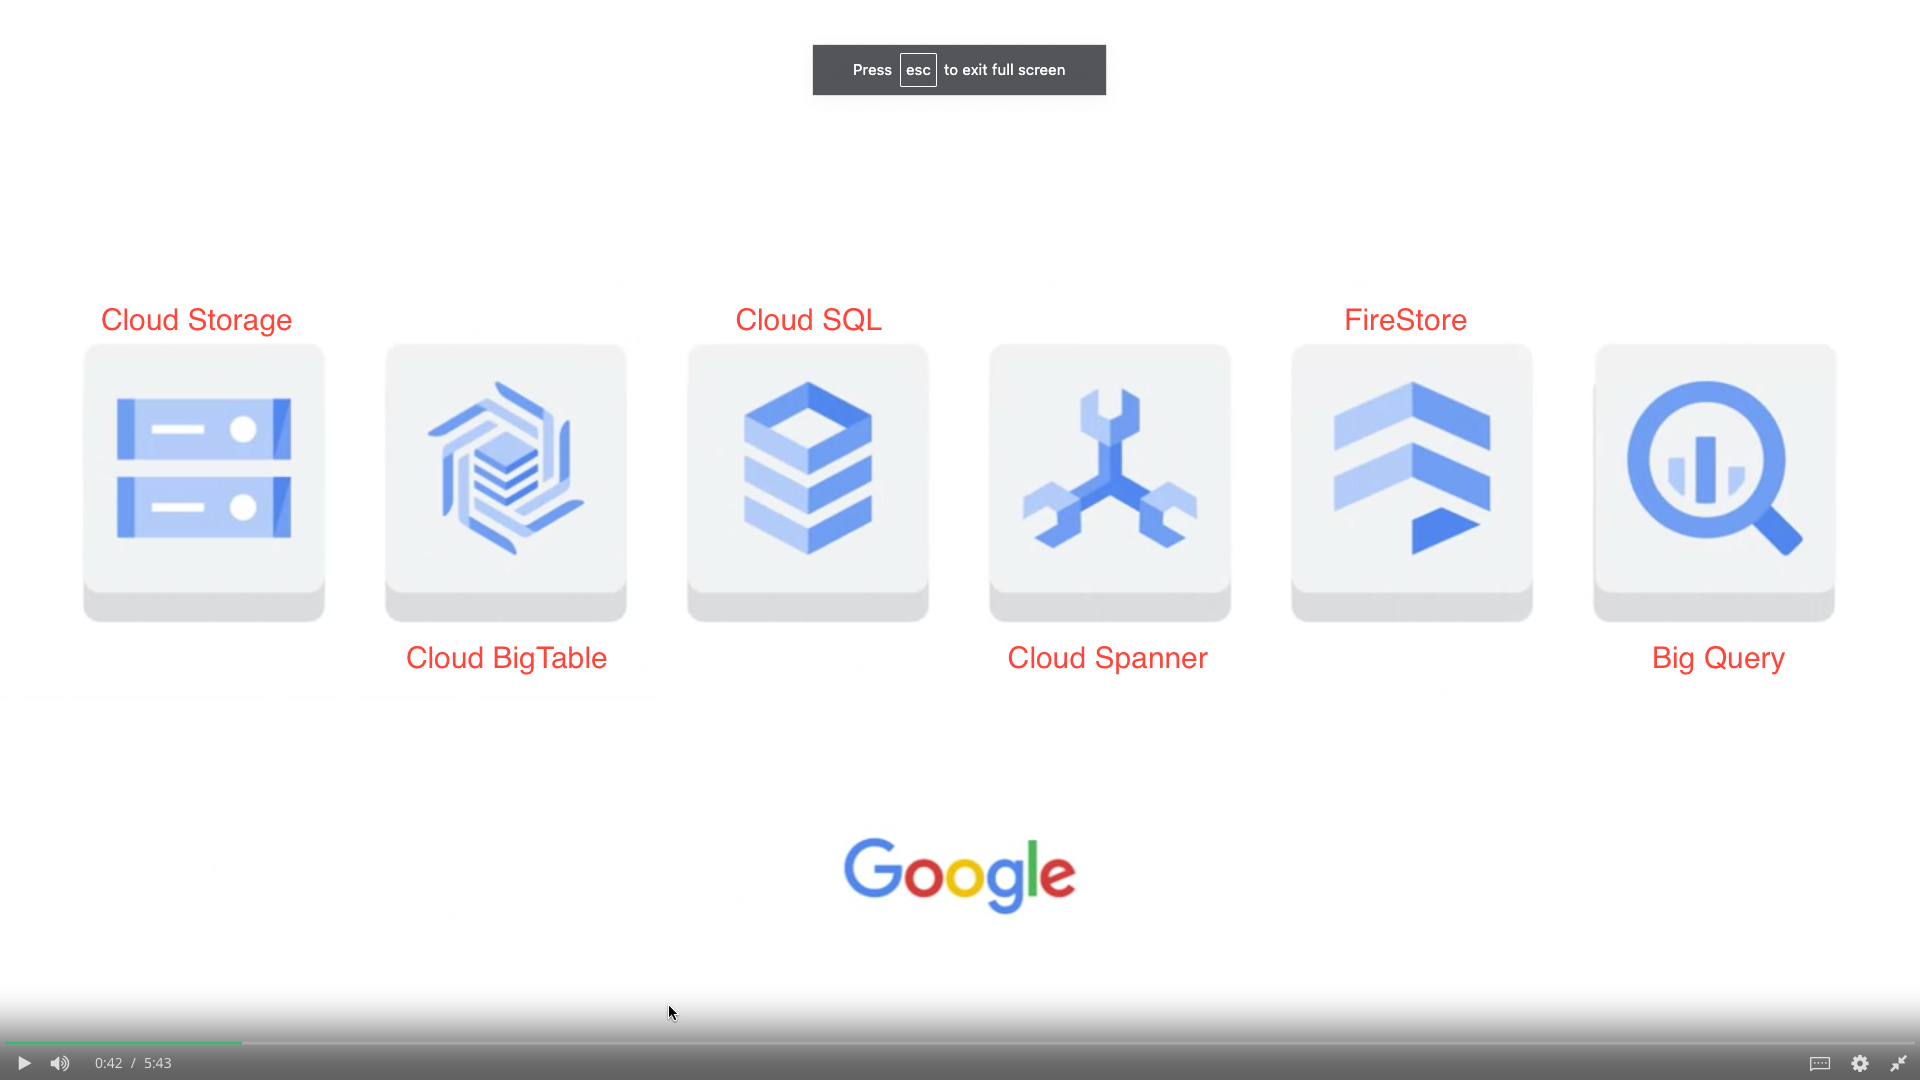 Press esc to exit full screen
Cloud Storage
Cloud SQL
FireStore
Cloud BigTable
Cloud Spanner
Big Query
Google
0:42 / 5:43